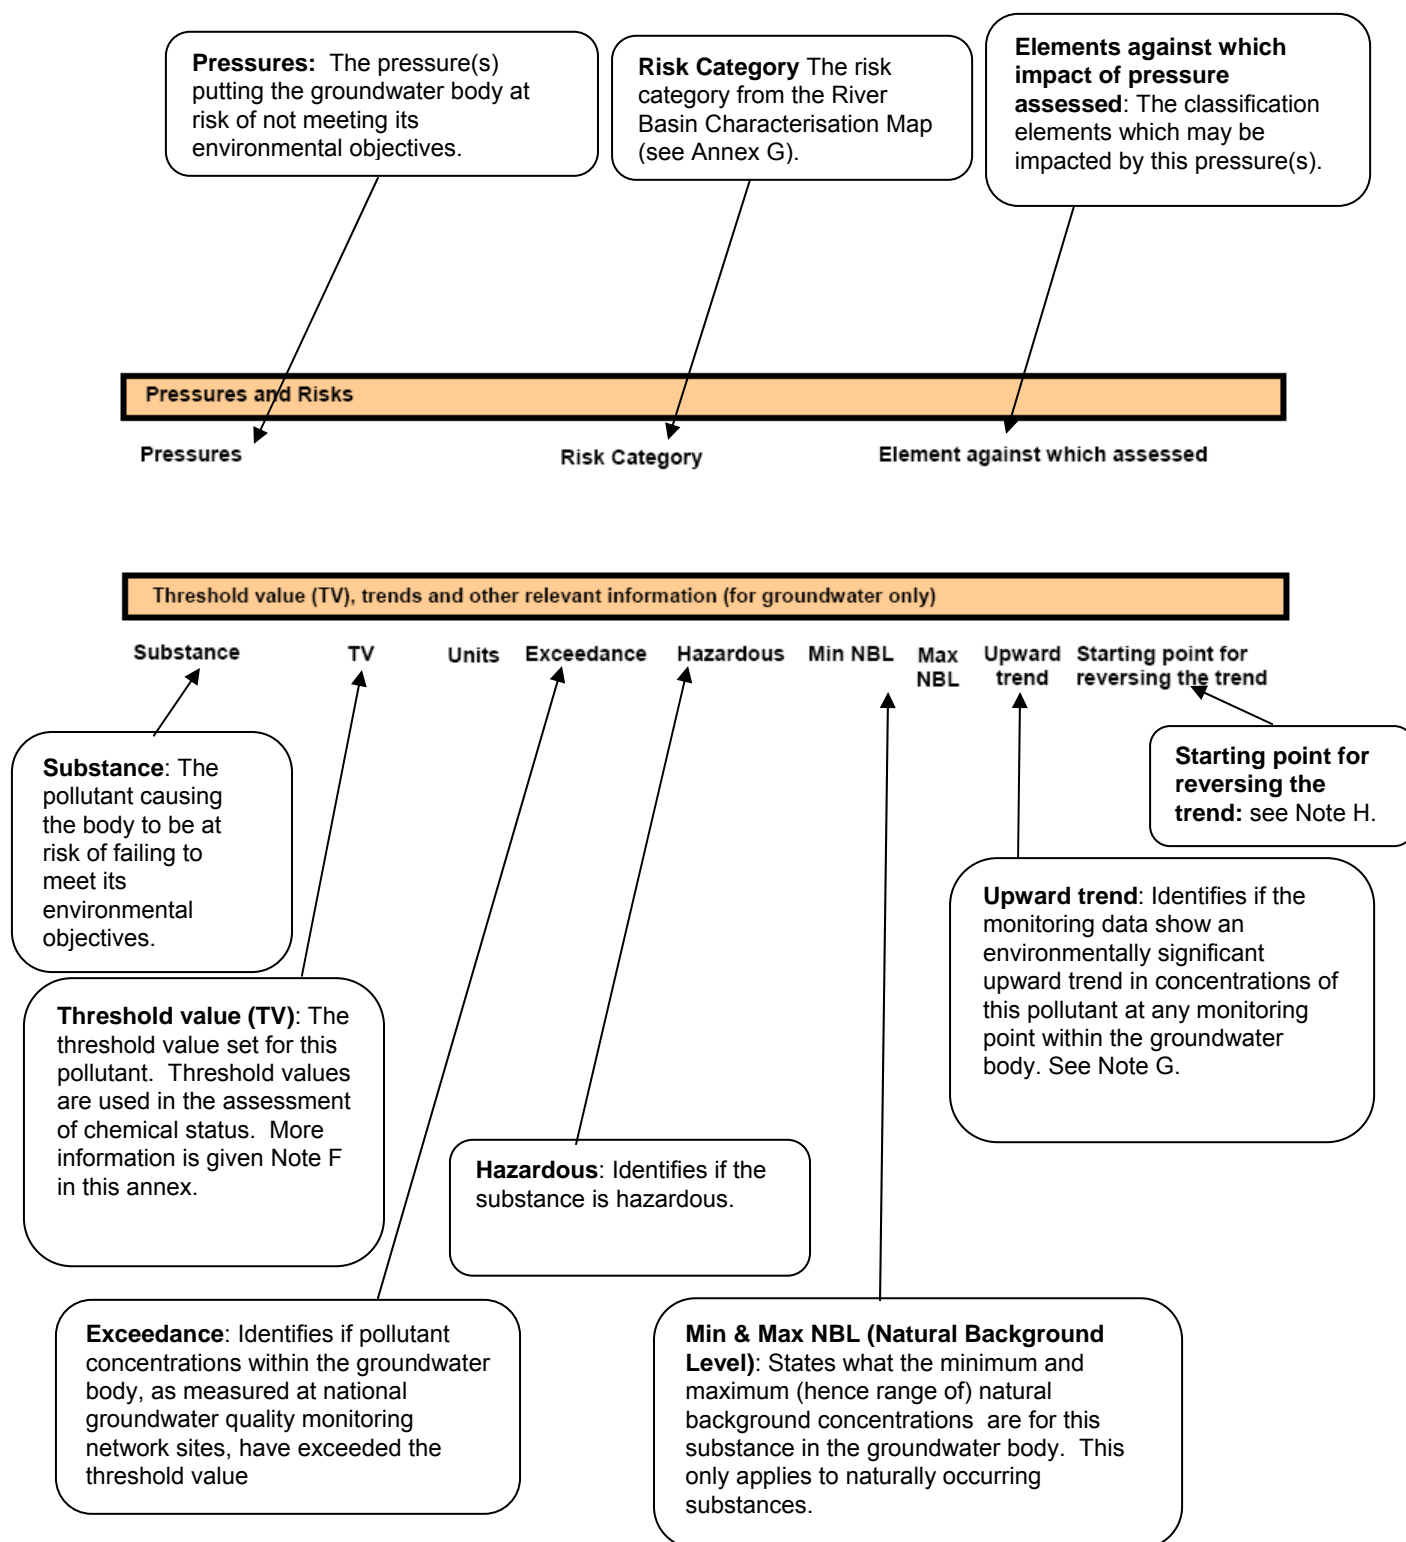 Pressures: The pressure(s)
putting the groundwater body at
risk of not meeting its
environmental objectives.
Risk Category The risk
category from the River
Basin Characterisation Map
(see Annex G).
Elements against which
impact of pressure
assessed: The classification
elements which may be
impacted by this pressure(s).
Pressures and Risks
Pressures
Risk Category
Element against which assessed
Threshold value (TV), trends and other relevant information (for groundwater only)
Substance
TV
Units
Exceedance
Hazardous
Min NBL
Max
NBL
Upward
trend
Starting point for
reversing the trend
Substance: The
pollutant causing
the body to be at
risk of failing to
meet its
environmental
objectives.
Starting point for
reversing the
trend: see Note H.
Upward trend: Identifies if the
monitoring data show an
environmentally significant
upward trend in concentrations of
this pollutant at any monitoring
point within the groundwater
body. See Note G.
Threshold value (TV): The
threshold value set for this
pollutant. Threshold values
are used in the assessment
of chemical status. More
information is given Note F
in this annex.
Hazardous: Identifies if the
substance is hazardous.
Exceedance: Identifies if pollutant
concentrations within the groundwater
body, as measured at national
groundwater quality monitoring
network sites, have exceeded the
threshold value
Min & Max NBL (Natural Background
Level): States what the minimum and
maximum (hence range of) natural
background concentrations are for this
substance in the groundwater body. This
only applies to naturally occurring
substances.